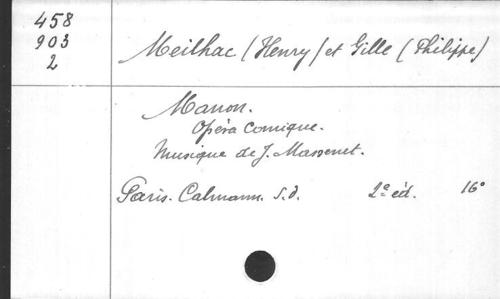 458
903
2
Meilhac (Henry) et Gille (Philippe)
Manon.
Opéra Comique.
Musique de J. Massenet.
Paris. Calmann. s.d. 2e éd. 16°